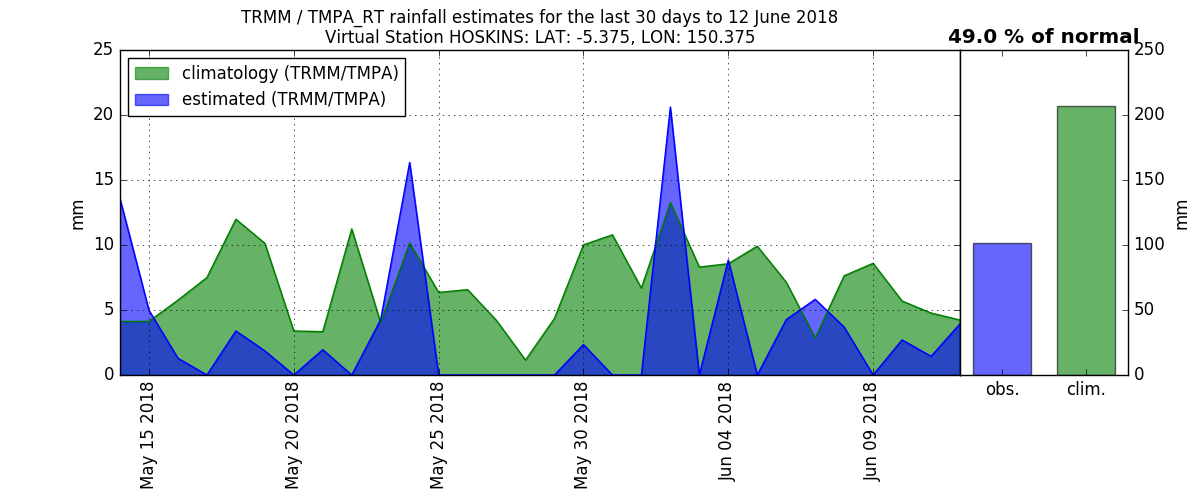 TRMM / TMPA_RT rainfall estimates for the last 30 days to 12 June 2018
Virtual Station HOSKINS: LAT: -5.375, LON: 150.375
49.0 % of normal
climatology (TRMM/TMPA)
estimated (TRMM/TMPA)
25
20
15
10
5
0
mm
May 15 2018
May 20 2018
May 25 2018
May 30 2018
Jun 04 2018
Jun 09 2018
obs.
clim.
250
200
150
100
50
0
mm